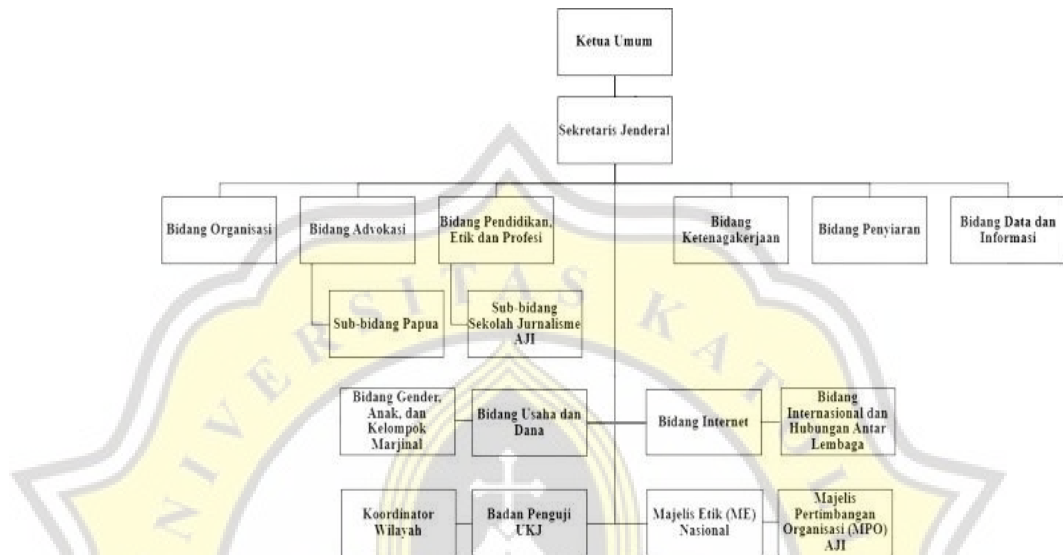 Ketua Umum
Sekretaris Jenderal
Bidang Organisasi
Bidang Advokasi
Bidang Pendidikan,
Etik dan Profesi
Bidang
Ketenagakerjaan
Bidang Penyiaran
Bidang Data dan
Informasi
Sub-bidang Papua
Sub-bidang
Sekolah Jurnalisme
AJI
Bidang Gender,
Anak, dan
Kelompok
Marjinal
Bidang Usaha dan
Dana
Bidang Internet
Bidang
Internasional dan
Hubungan Antar
Lembaga
Koordinator
Wilayah
Badan Penguji
UKJ
Majelis Etik (ME)
Nasional
Majelis
Pertimbangan
Organisasi (MPO)
AJI
UNIVERSITAS KATOLIK